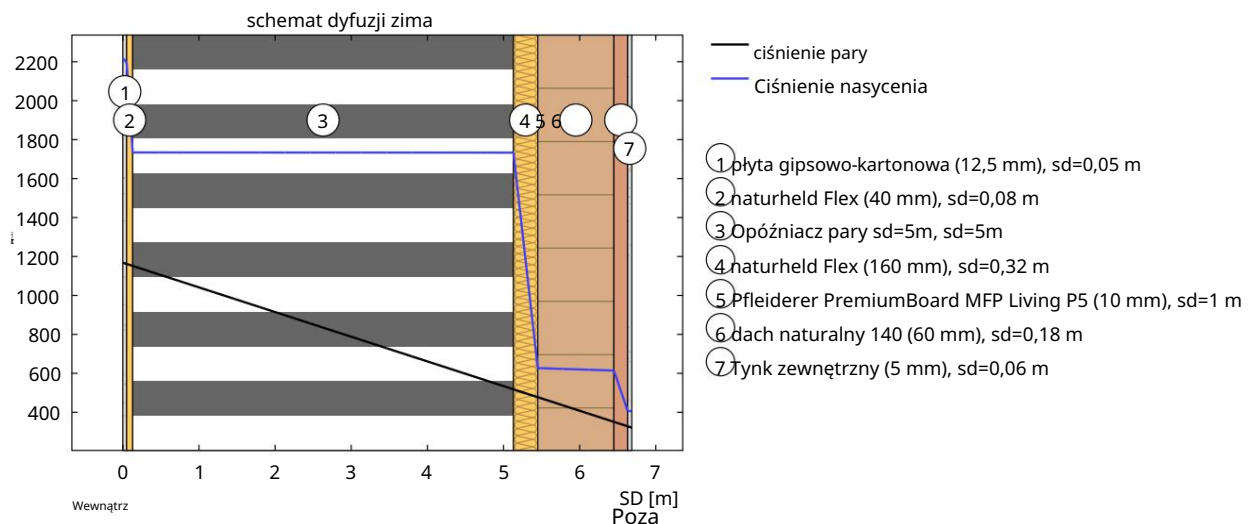 schemat dyfuzji zima
2200
2000
1800
1600
1400
1200
1000
800
600
400
1
2
3
4 5 6
7
0 1 2 3 4 5 6 7
Wewnątrz
SD [m]
Poza
ciśnienie pary
Ciśnienie nasycenia
1 płyta gipsowo-kartonowa (12,5 mm), sd=0,05 m
2 naturheld Flex (40 mm), sd=0,08 m
3 Opóźniacz pary sd=5m, sd=5m
4 naturheld Flex (160 mm), sd=0,32 m
5 Pfleiderer PremiumBoard MFP Living P5 (10 mm), sd=1 m
6 dach naturalny 140 (60 mm), sd=0,18 m
7 Tynk zewnętrzny (5 mm), sd=0,06 m